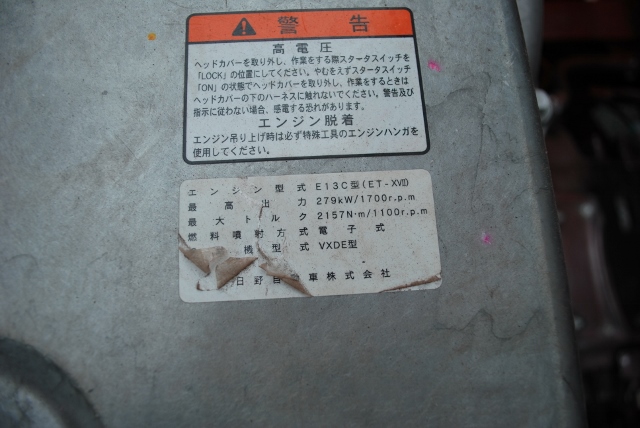 警告
高電圧
ヘッドカバーを取り外し、作業をする際スタータスイッチを
「LOCK」の位置にしてください。やむをえずスタータスイッチ
「ON」の状態でヘッドカバーを取り外し、作業をするときは
ヘッドカバーの下のハーネスに触れないでください。警告及び
指示に従わない場合、感電する恐れがあります。
エンジン脱着
エンジン吊り上げ時は必ず特殊工具のエンジンハンガを
使用してください。
エンジン型式 E13C型(ET-XVII)
最高出力 279kW/1700r.p.m
最大トルク 2157N·m/1100r.p.m
燃料噴射方式 電子式
機型式 VXDE型
日野自動車株式会社